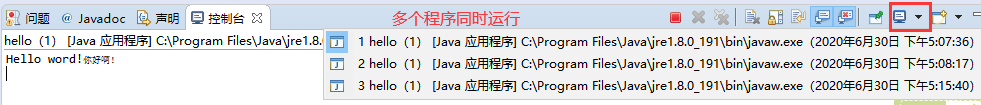 问题 @ Javadoc 声明 控制台 多个程序同时运行
hello（1） [Java 应用程序] C:\Program Files\Java\jre1.8.0_
Hello word!你好啊!
1 hello（1） [Java 应用程序] C:\Program Files\Java\jre1.8.0_191\bin\javaw.exe（2020年6月30日 下午5:07:36）
2 hello（1） [Java 应用程序] C:\Program Files\Java\jre1.8.0_191\bin\javaw.exe（2020年6月30日 下午5:08:17）
3 hello（1） [Java 应用程序] C:\Program Files\Java\jre1.8.0_191\bin\javaw.exe（2020年6月30日 下午5:15:40）